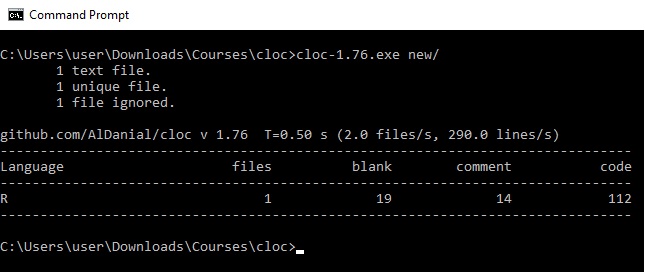 Command Prompt
C:\Users\user\Downloads\Courses\cloc>cloc-1.76.exe new/
1 text file.
1 unique file.
1 file ignored.
github.com/AlDanial/cloc v 1.76 T=0.50 s (2.0 files/s, 290.0 lines/s)
-------------------------------------------------------------------------------
Language files blank comment code
-------------------------------------------------------------------------------
R 1 19 14 112
-------------------------------------------------------------------------------
C:\Users\user\Downloads\Courses\cloc>